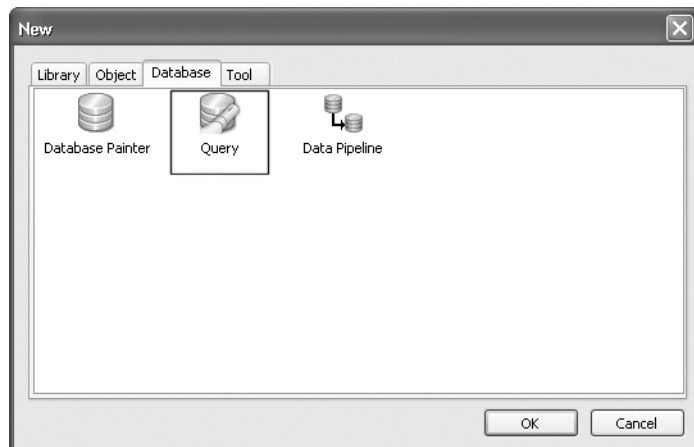 New
Library Object Database Tool
Database Painter Query Data Pipeline
OK Cancel